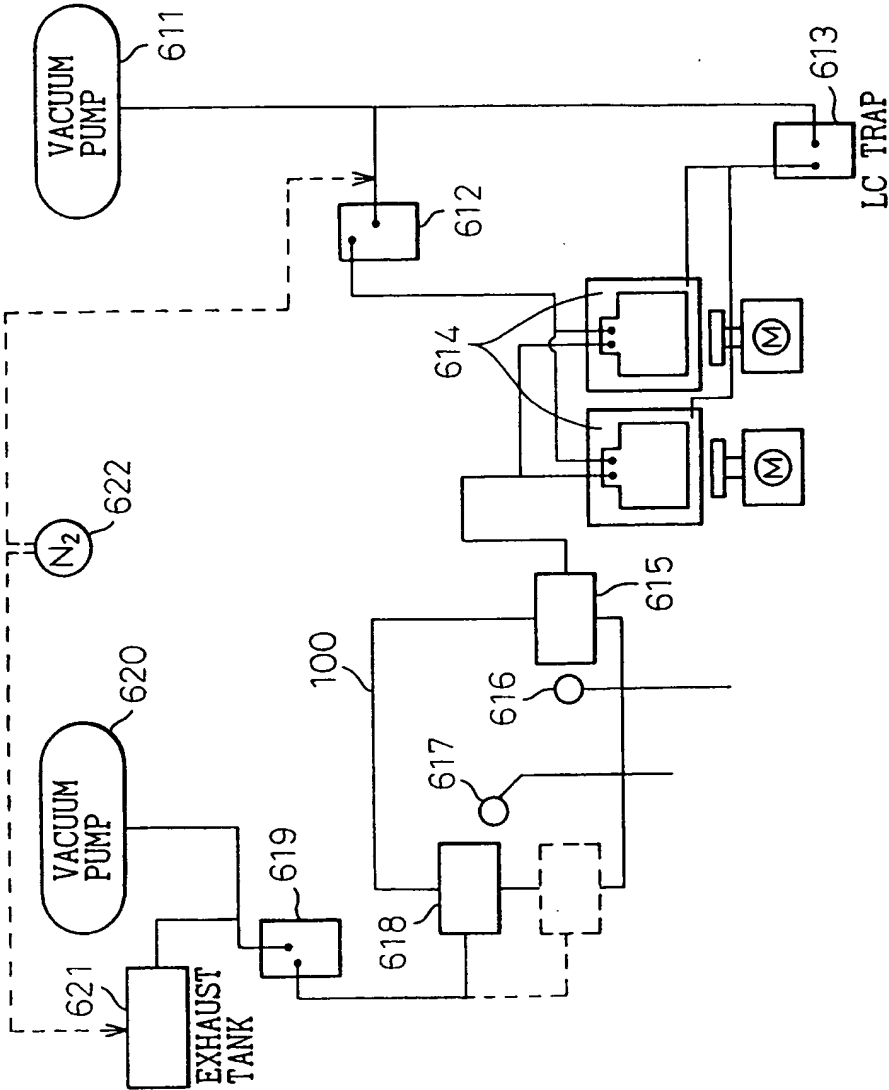 VACUUM
PUMP
611
612
613
LC TRAP
614
M
M
N₂
622
615
616
617
100
VACUUM
PUMP
620
619
618
621
EXHAUST
TANK